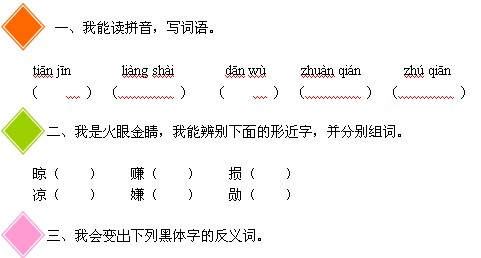 一、我能读拼音，写词语。
tiān jīn liàng shài dān wù zhuàn qián zhú qiān
（ ）（ ）（ ）（ ）（ ）
二、我是火眼金睛，我能辨别下面的形近字，并分别组词。
晾（ ） 赚（ ） 损（ ）
凉（ ） 嫌（ ） 勋（ ）
三、我会变出下列黑体字的反义词。